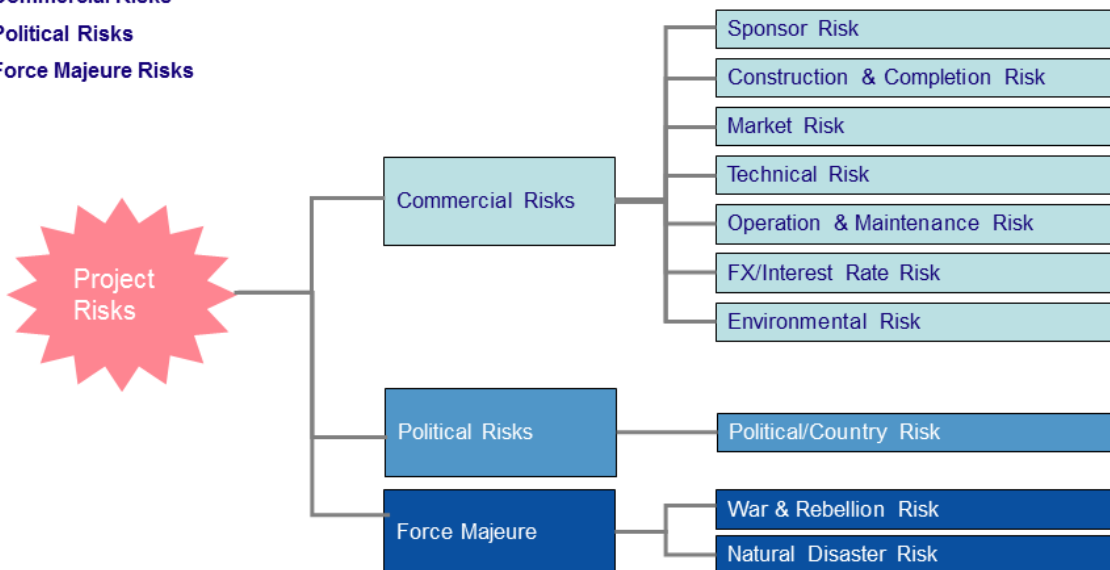 Political Risks
Force Majeure Risks
Project
Risks
Commercial Risks
Political Risks
Force Majeure
Sponsor Risk
Construction & Completion Risk
Market Risk
Technical Risk
Operation & Maintenance Risk
FX/Interest Rate Risk
Environmental Risk
Political/Country Risk
War & Rebellion Risk
Natural Disaster Risk